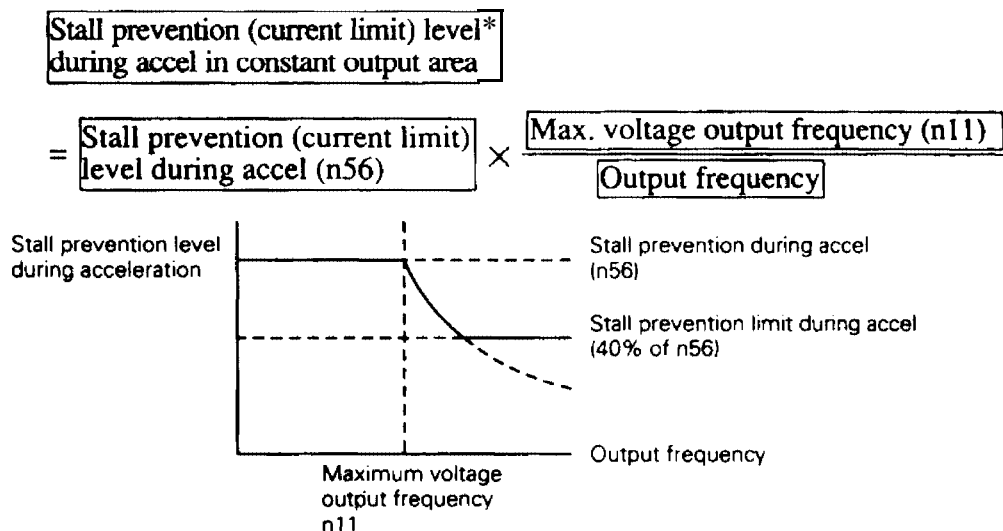 Stall prevention (current limit) level*
during accel in constant output area
= Stall prevention (current limit)
level during accel (n56)
× Max. voltage output frequency (n11)
Output frequency
Stall prevention level
during acceleration
Stall prevention during accel
(n56)
Stall prevention limit during accel
(40% of n56)
Output frequency
Maximum voltage
output frequency
n11